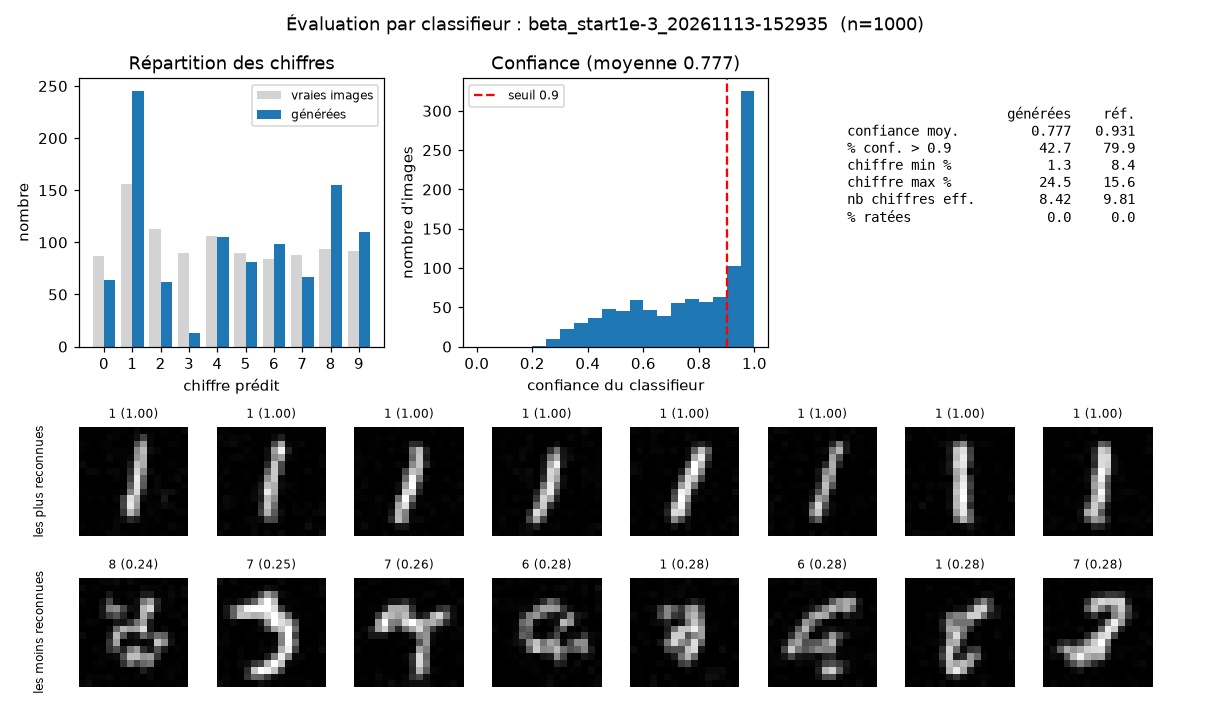 Évaluation par classifieur : beta_start1e-3_20261113-152935 (n=1000)
Répartition des chiffres
250
200
150
100
50
0
nombre
vraies images
générées
0 1 2 3 4 5 6 7 8 9
chiffre prédit
Confiance (moyenne 0.777)
300
250
200
150
100
50
0
nombre d'images
seuil 0.9
0.0 0.2 0.4 0.6 0.8 1.0
confiance du classifieur
générées réf.
confiance moy. 0.777 0.931
% conf. > 0.9 42.7 79.9
chiffre min % 1.3 8.4
chiffre max % 24.5 15.6
nb chiffres eff. 8.42 9.81
% ratées 0.0 0.0
les plus reconnues
1 (1.00) 1 (1.00) 1 (1.00) 1 (1.00) 1 (1.00) 1 (1.00) 1 (1.00) 1 (1.00)
les moins reconnues
8 (0.24) 7 (0.25) 7 (0.26) 6 (0.28) 1 (0.28) 6 (0.28) 1 (0.28) 7 (0.28)